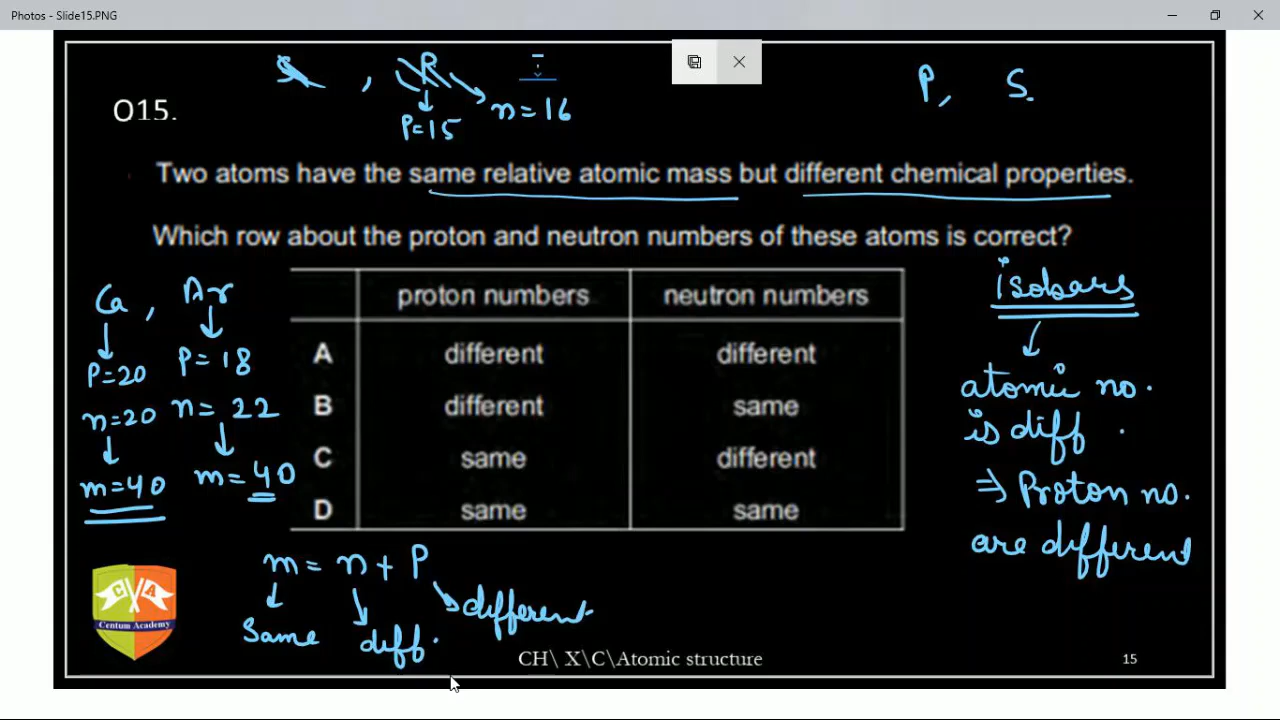 Photos - Slide15.PNG
S , P
P=15
n=16
P, S.
O15.
Two atoms have the same relative atomic mass but different chemical properties.
Which row about the proton and neutron numbers of these atoms is correct?
proton numbers neutron numbers
A different different
B different same
C same different
D same same
Ca, Ar
P=20 P=18
n=20 n=22
m=40 m=40
isobars
atomic no.
is diff.
⇒ Proton no.
are different
m = n + P
Same diff. different
CA
Centum Academy
CH\ X\C\Atomic structure
15